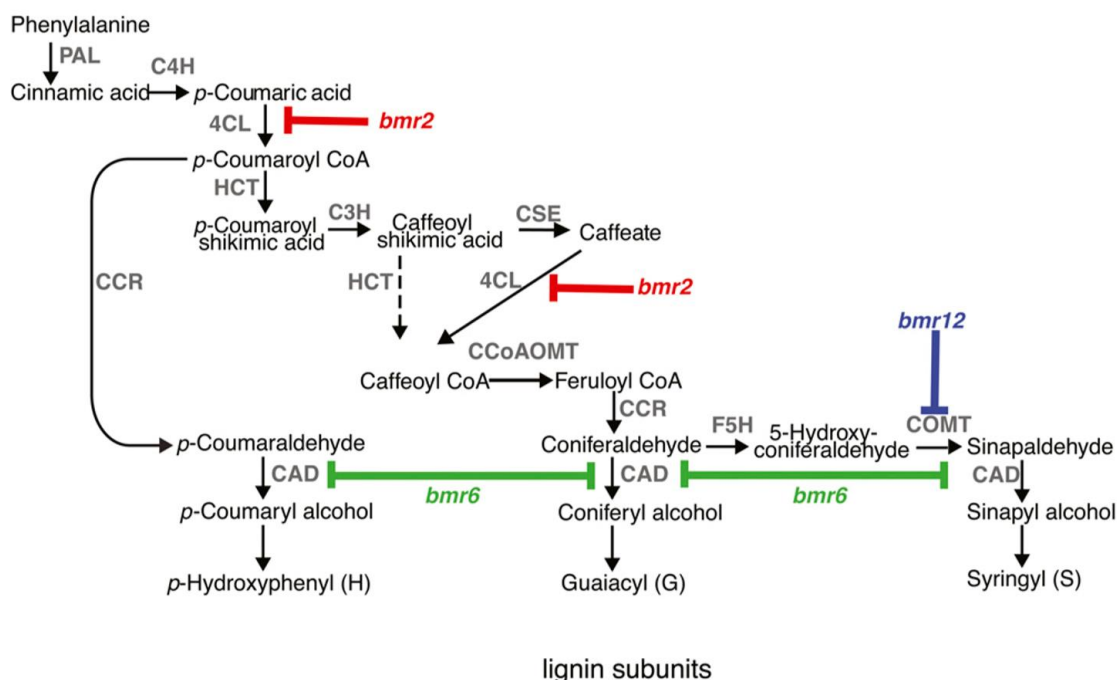 Phenylalanine
PAL
C4H
Cinnamic acid
p-Coumaric acid
4CL
bmr2
p-Coumaroyl CoA
HCT
p-Coumaroyl
shikimic acid
C3H
Caffeoyl
shikimic acid
CSE
Caffeate
CCR
HCT
4CL
bmr2
bmr12
CCoAOMT
Caffeoyl CoA
Feruloyl CoA
CCR
F5H
COMT
p-Coumaraldehyde
Coniferaldehyde
5-Hydroxy-
coniferaldehyde
Sinapaldehyde
CAD
bmr6
CAD
bmr6
CAD
p-Coumaryl alcohol
Coniferyl alcohol
Sinapyl alcohol
p-Hydroxyphenyl (H)
Guaiacyl (G)
Syringyl (S)
lignin subunits